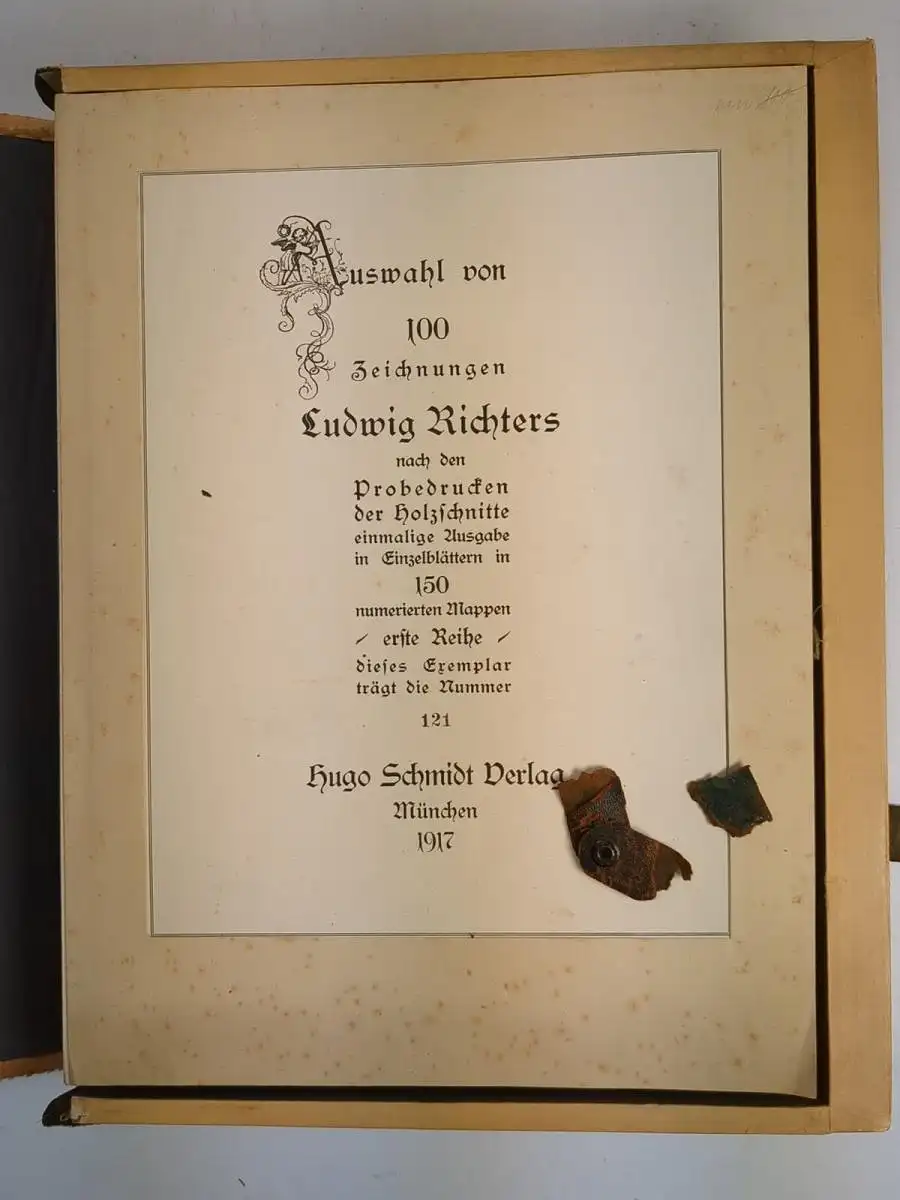 Auswahl von
100
Zeichnungen
Ludwig Richters
nach den
Probedrucken
der Holzschnitte
einmalige Ausgabe
in Einzelblättern in
150
numerierten Mappen
– erste Reihe –
dieses Exemplar
trägt die Nummer
121
Hugo Schmidt Verlag
München
1917